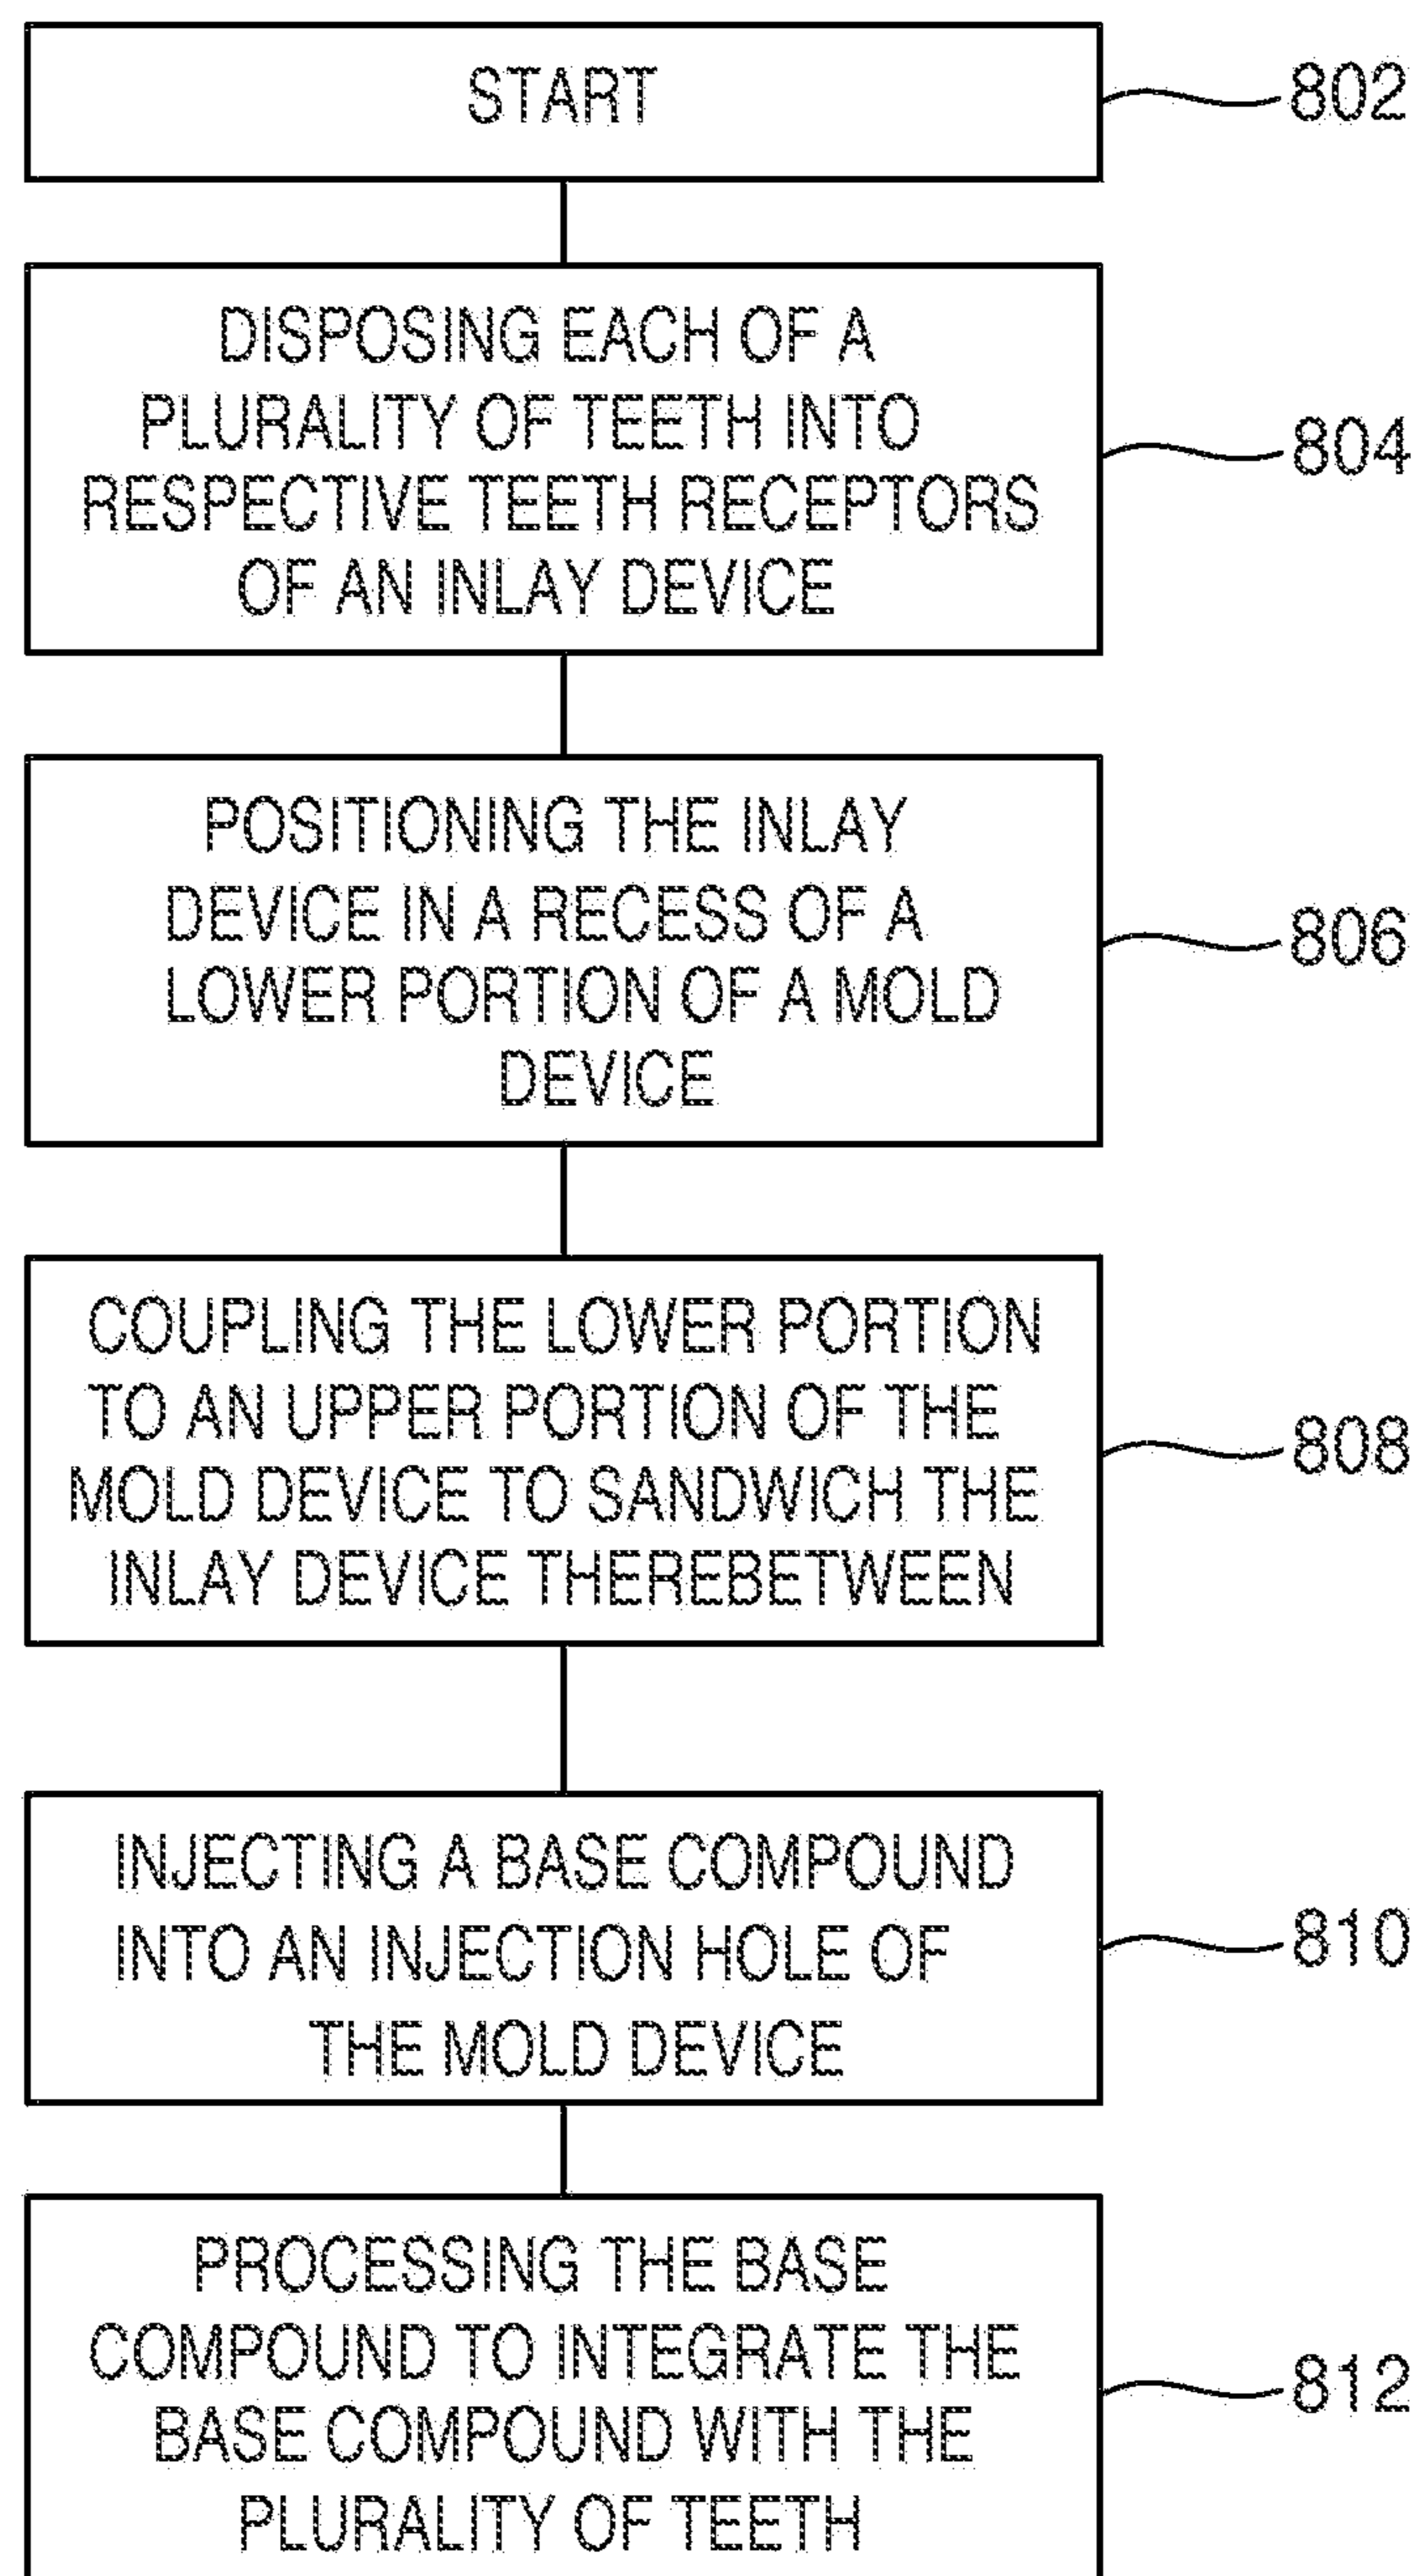 START
802
DISPOSING EACH OF A
PLURALITY OF TEETH INTO
RESPECTIVE TEETH RECEPTORS
OF AN INLAY DEVICE
804
POSITIONING THE INLAY
DEVICE IN A RECESS OF A
LOWER PORTION OF A MOLD
DEVICE
806
COUPLING THE LOWER PORTION
TO AN UPPER PORTION OF THE
MOLD DEVICE TO SANDWICH THE
INLAY DEVICE THEREBETWEEN
808
INJECTING A BASE COMPOUND
INTO AN INJECTION HOLE OF
THE MOLD DEVICE
810
PROCESSING THE BASE
COMPOUND TO INTEGRATE THE
BASE COMPOUND WITH THE
PLURALITY OF TEETH
812